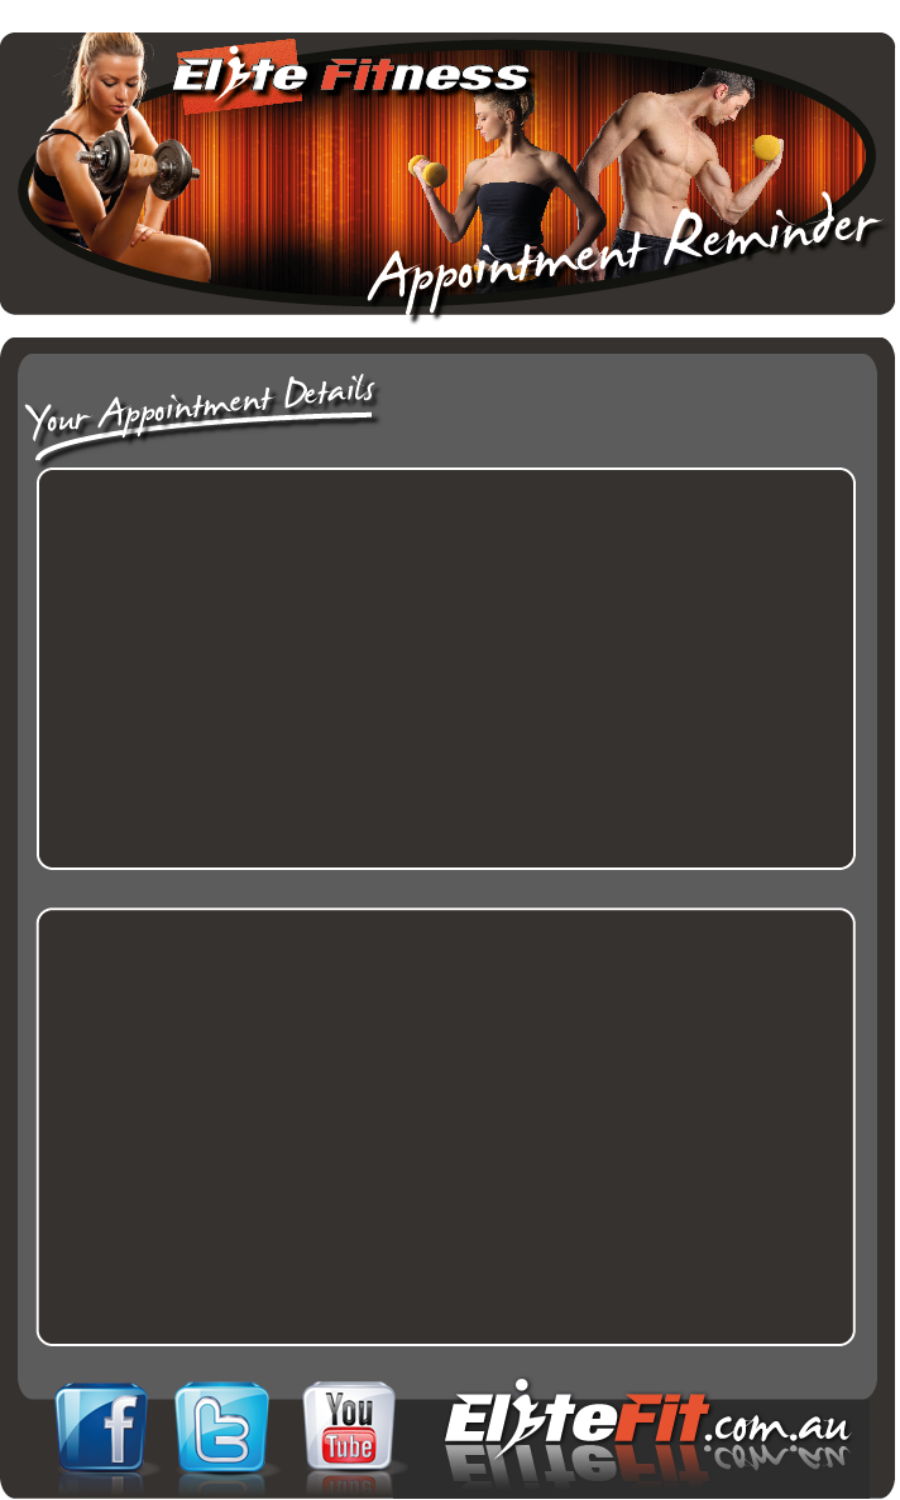 Elite Fitness
Appointment Reminder
Your Appointment Details
f
t
You
Tube
EliteFit.com.au